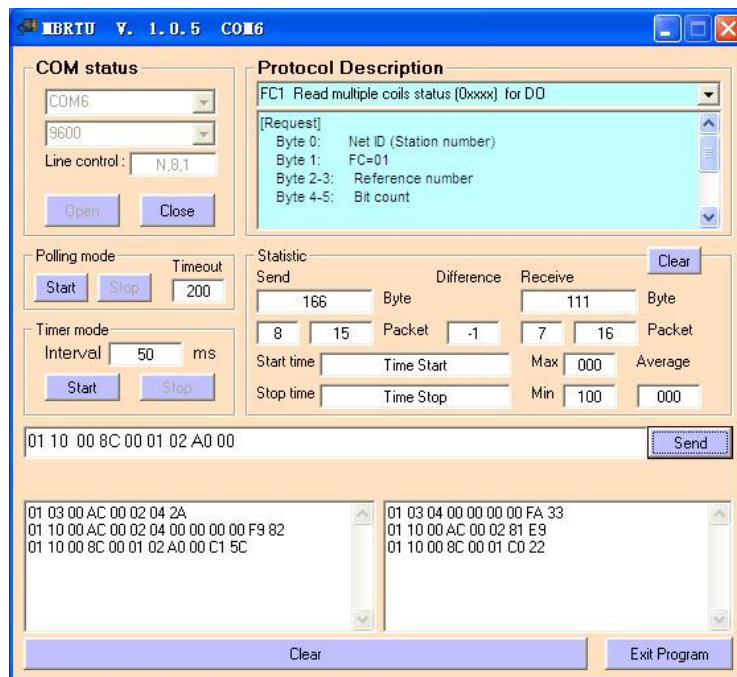 MBRTU V. 1.0.5 COM6
COM status
COM6
9600
Line control : N,8,1
Open Close
Protocol Description
FC1 Read multiple coils status (0xxxx) for DO
[Request]
Byte 0: Net ID (Station number)
Byte 1: FC=01
Byte 2-3: Reference number
Byte 4-5: Bit count
Polling mode
Timeout
Start Stop 200
Timer mode
Interval 50 ms
Start Stop
Statistic Clear
Send Difference Receive
166 Byte 111 Byte
8 15 Packet -1 7 16 Packet
Start time Time Start Max 000 Average
Stop time Time Stop Min 100 000
01 10 00 8C 00 01 02 A0 00 Send
01 03 00 AC 00 02 04 2A
01 10 00 AC 00 02 04 00 00 00 00 F9 82
01 10 00 8C 00 01 02 A0 00 C1 5C
01 03 04 00 00 00 00 FA 33
01 10 00 AC 00 02 81 E9
01 10 00 8C 00 01 C0 22
Clear Exit Program